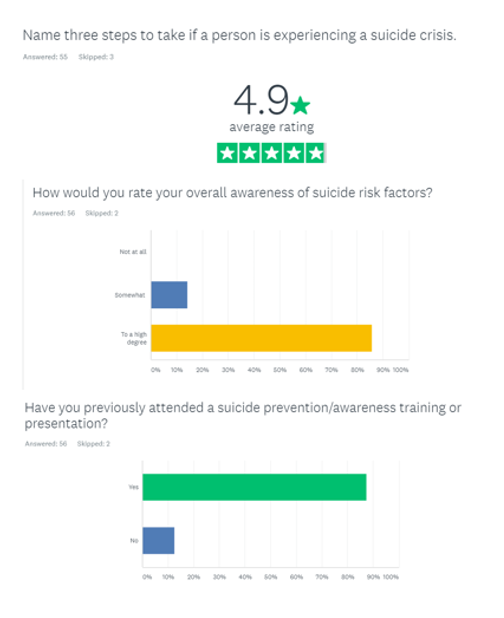 Name three steps to take if a person is experiencing a suicide crisis.
Answered: 55 Skipped: 3
4.9
average rating
How would you rate your overall awareness of suicide risk factors?
Answered: 56 Skipped: 2
Not at all
Somewhat
To a high
degree
0% 10% 20% 30% 40% 50% 60% 70% 80% 90% 100%
Have you previously attended a suicide prevention/awareness training or
presentation?
Answered: 56 Skipped: 2
Yes
No
0% 10% 20% 30% 40% 50% 60% 70% 80% 90% 100%